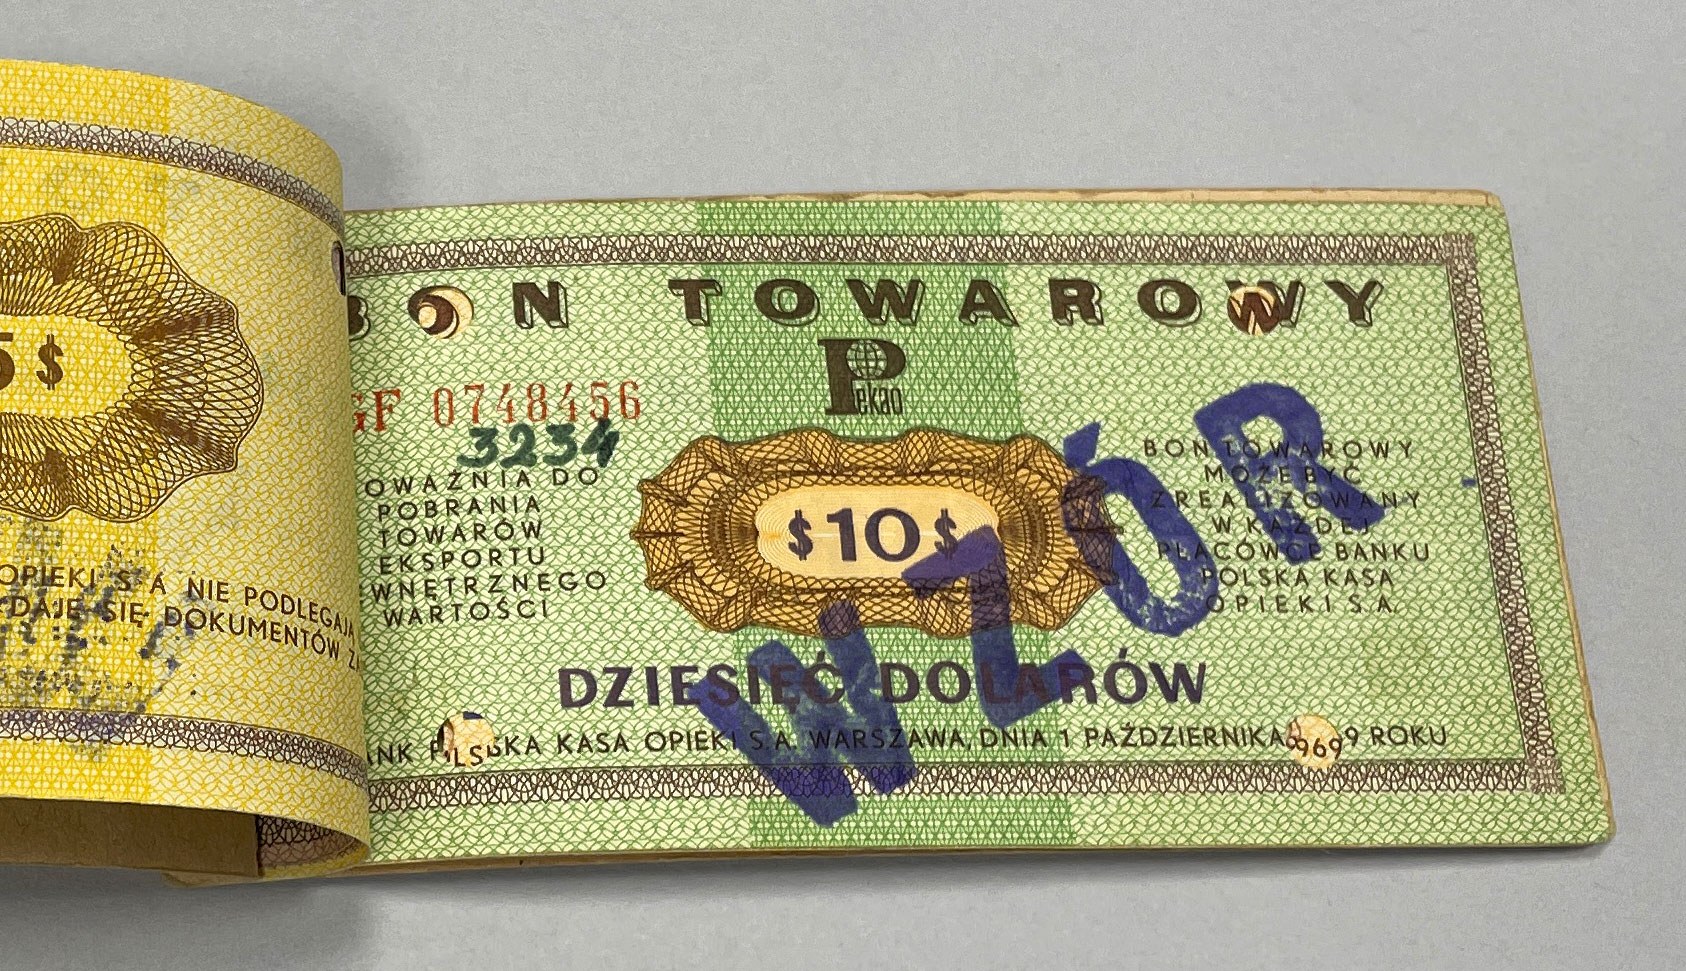 5 $
OPIEKI S. A. NIE PODLEGAJĄ
DAJE SIĘ DOKUMENTÓW
BON TOWAROWY
Pekao
GF 0748456
3234
OWAŻNIA DO
POBRANIA
TOWARÓW
EKSPORTU
WNĘTRZNEGO
WARTOŚCI
$10$
BON TOWAROWY
MOŻE BYĆ
ZREALIZOWANY
W KAŻDEJ
PLACÓWCE BANKU
POLSKA KASA
OPIEKI S.A.
WZÓR
DZIESIĘĆ DOLARÓW
KASA OPIEKI S.A. WARSZAWA, DNIA 1 PAŹDZIERNIKA 1969 ROKU